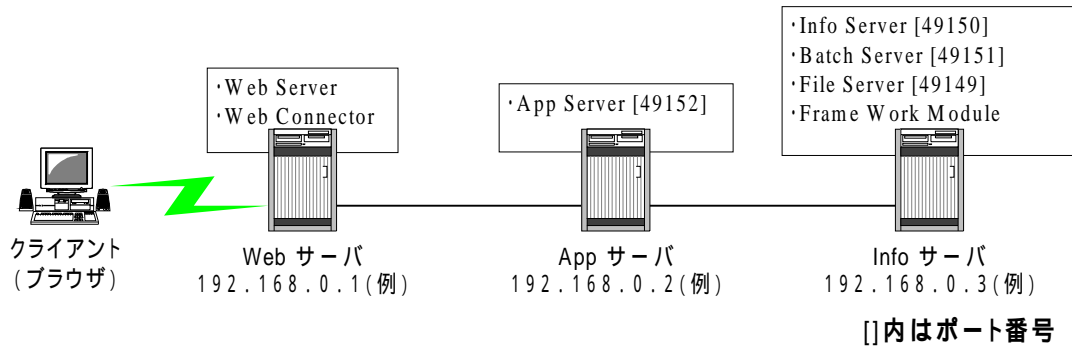 ・Web Server
・Web Connector
・App Server [49152]
・Info Server [49150]
・Batch Server [49151]
・File Server [49149]
・Frame Work Module
クライアント
(ブラウザ)
Web サーバ
192.168.0.1(例)
App サーバ
192.168.0.2(例)
Info サーバ
192.168.0.3(例)
[]内はポート番号